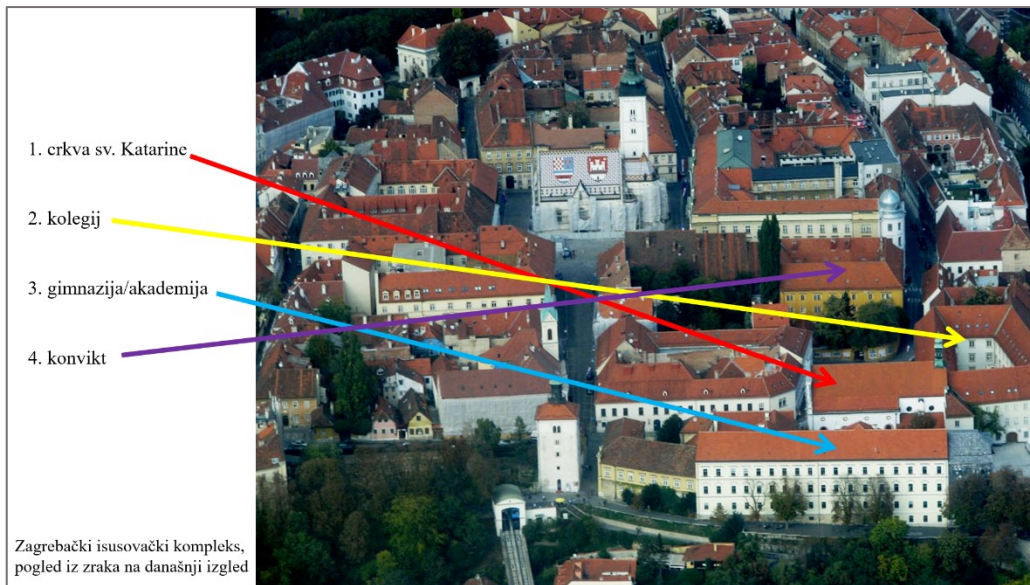 1. crkva sv. Katarine
2. kolegij
3. gimnazija/akademija
4. konvikt
Zagrebački isusovački kompleks,
pogled iz zraka na današnji izgled